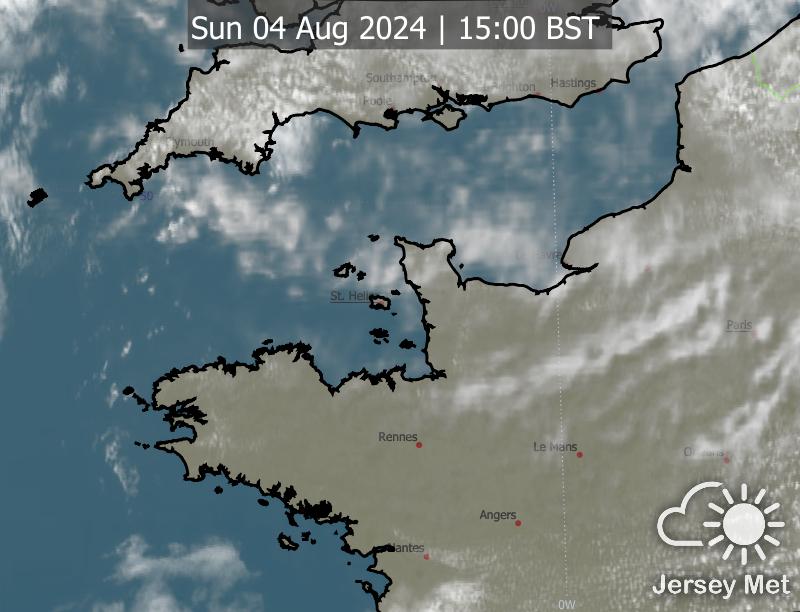 Sun 04 Aug 2024 | 15:00 BST
Southampton
Hastings
Poole
Plymouth
50
St. Helier
Paris
Rennes
Le Mans
Angers
Nantes
Jersey Met
0W